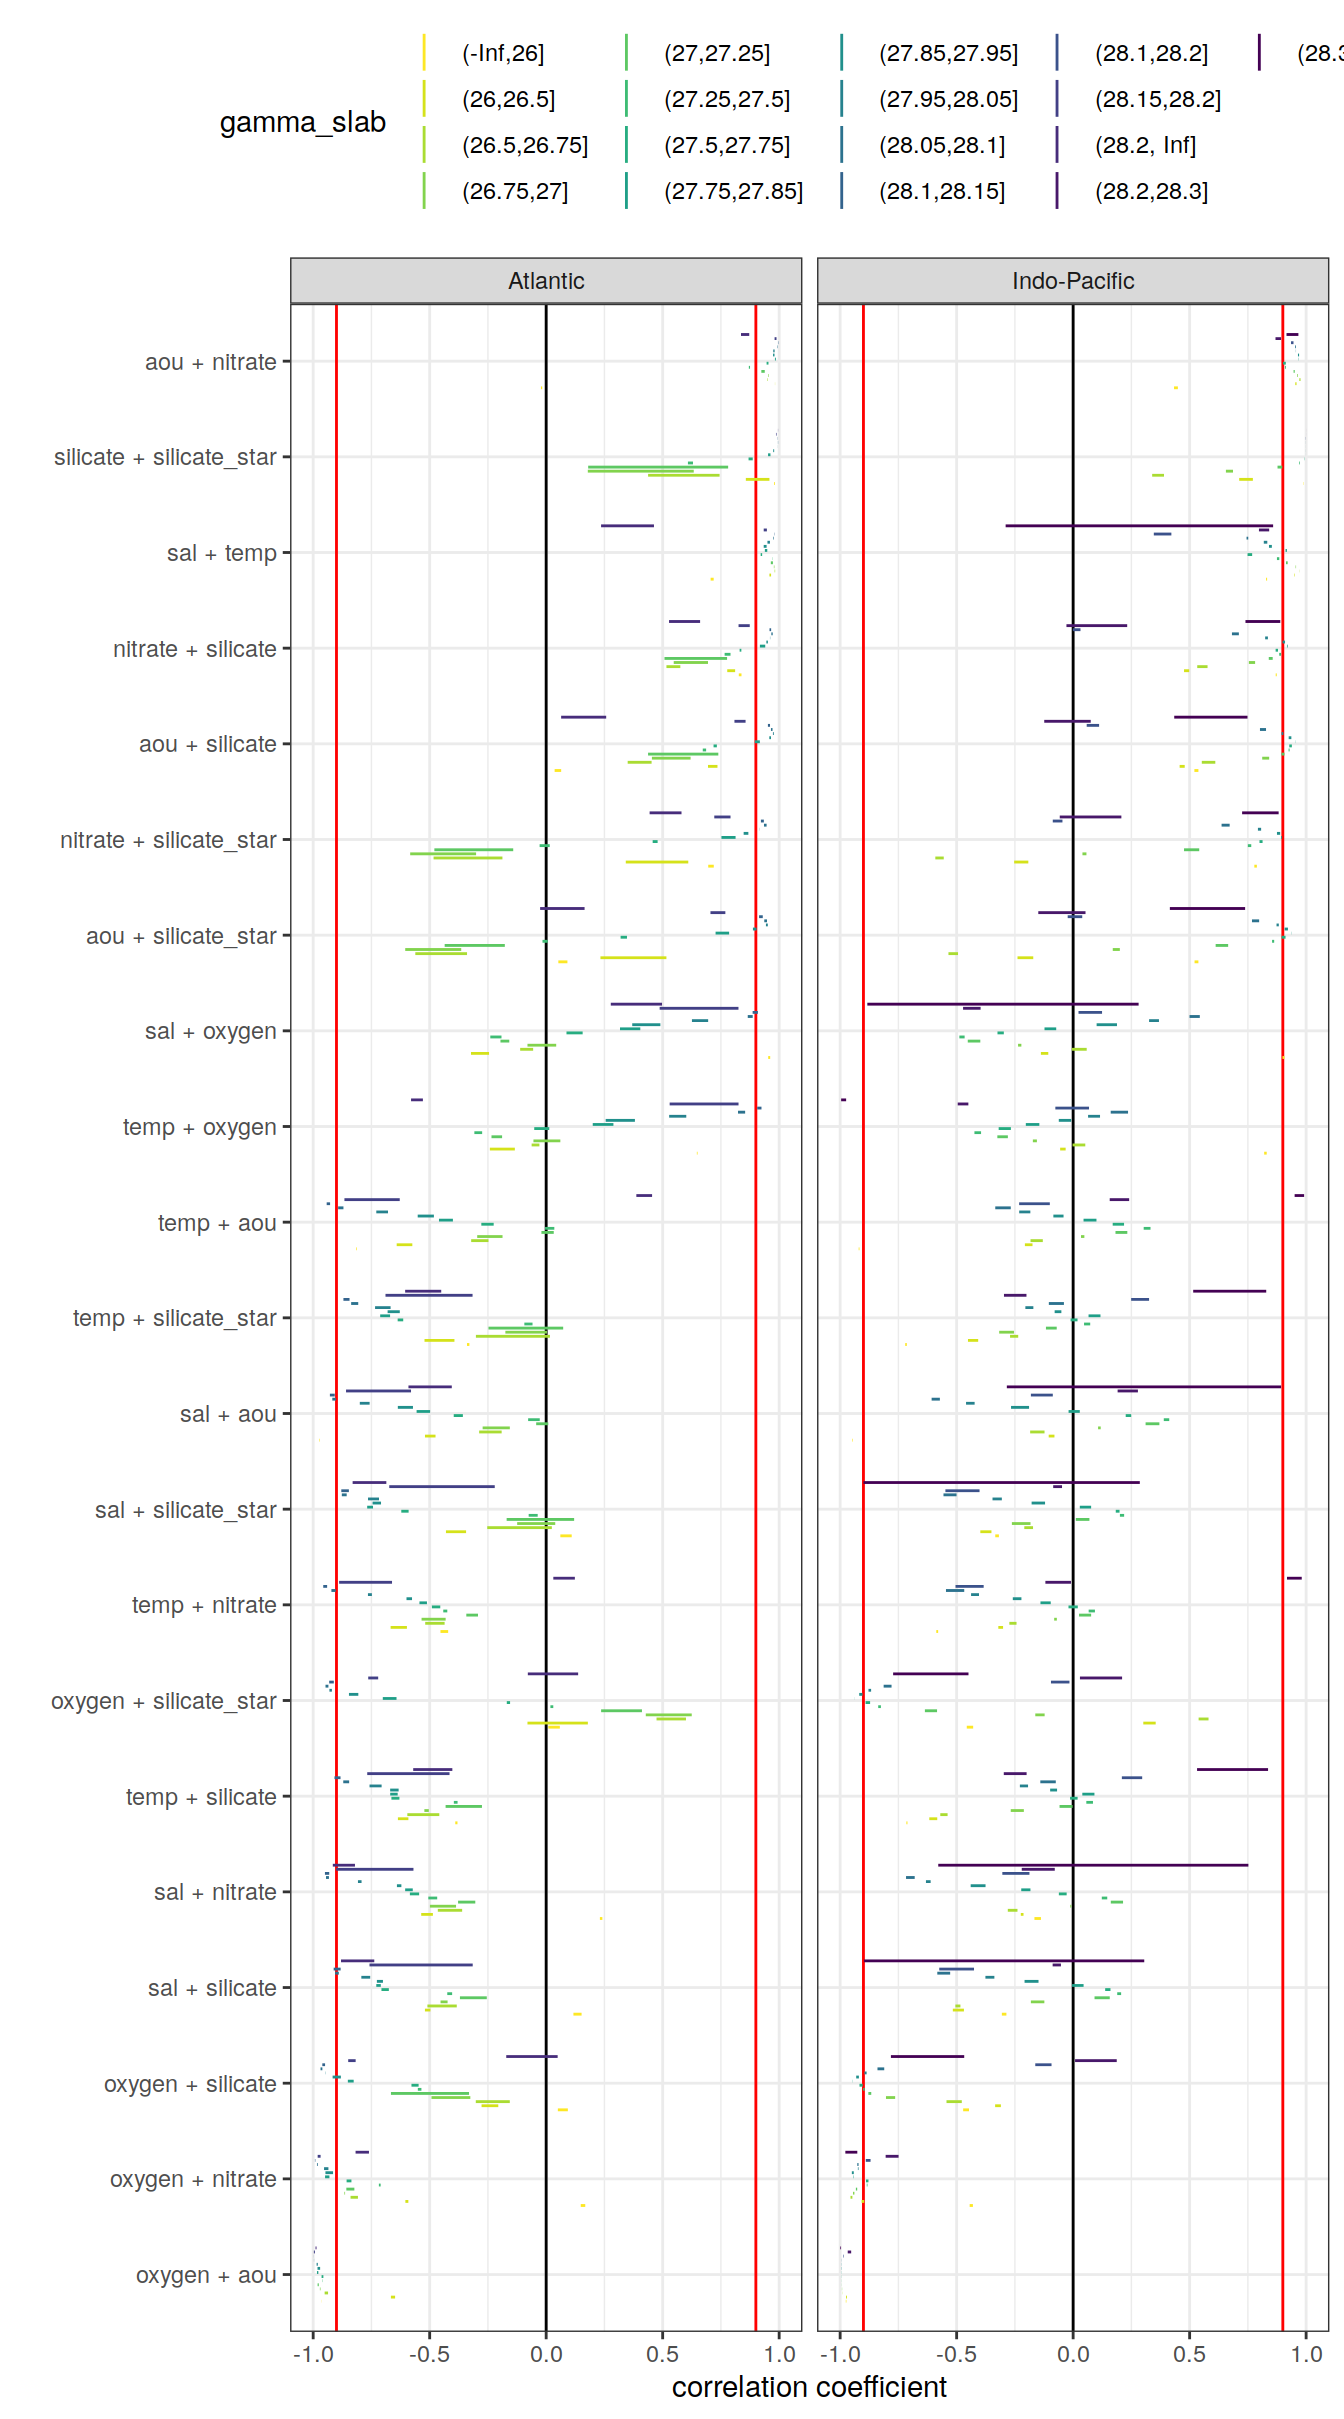 gamma_slab
(-Inf,26] (27,27.25] (27.85,27.95] (28.1,28.2] (28.3
(26,26.5] (27.25,27.5] (27.95,28.05] (28.15,28.2]
(26.5,26.75] (27.5,27.75] (28.05,28.1] (28.2, Inf]
(26.75,27] (27.75,27.85] (28.1,28.15] (28.2,28.3]
Atlantic Indo-Pacific
aou + nitrate
silicate + silicate_star
sal + temp
nitrate + silicate
aou + silicate
nitrate + silicate_star
aou + silicate_star
sal + oxygen
temp + oxygen
temp + aou
temp + silicate_star
sal + aou
sal + silicate_star
temp + nitrate
oxygen + silicate_star
temp + silicate
sal + nitrate
sal + silicate
oxygen + silicate
oxygen + nitrate
oxygen + aou
-1.0 -0.5 0.0 0.5 1.0 -1.0 -0.5 0.0 0.5 1.0
correlation coefficient